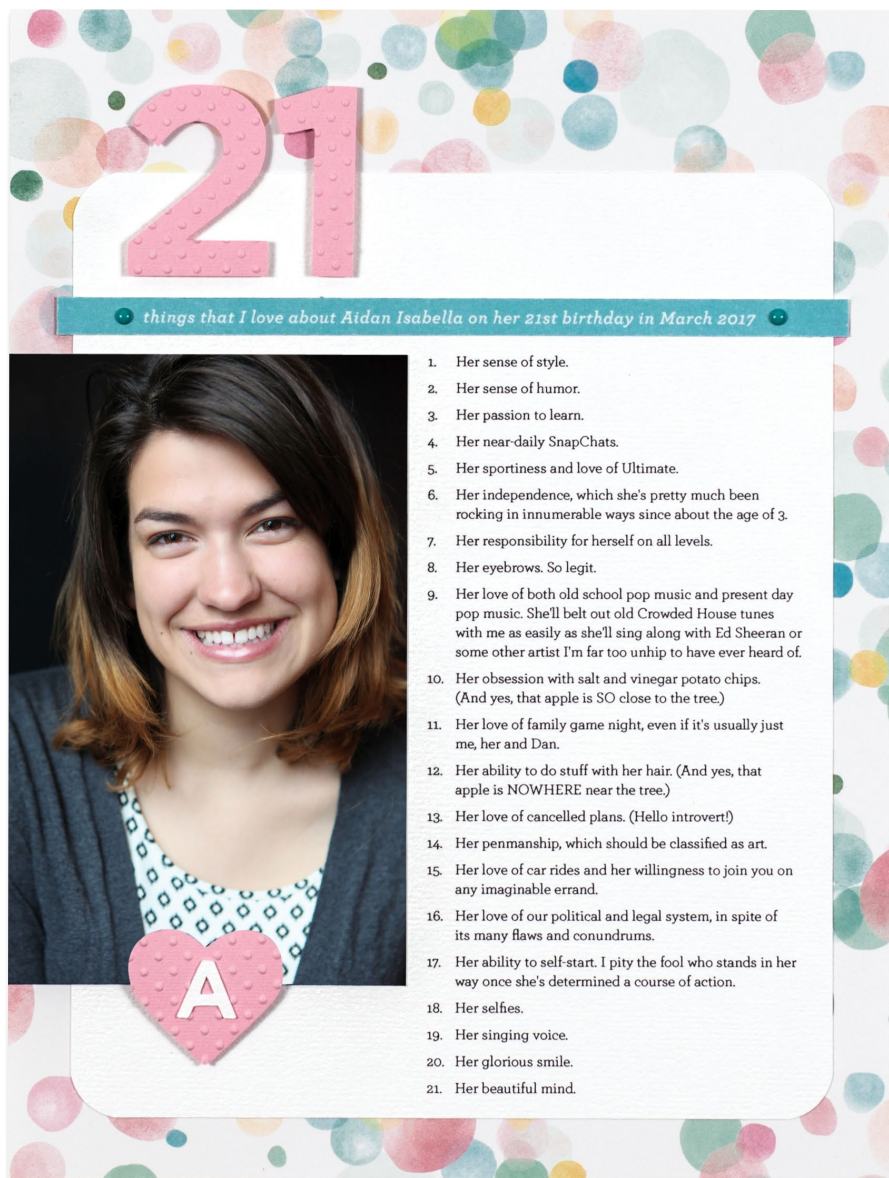 21
things that I love about Aidan Isabella on her 21st birthday in March 2017
1. Her sense of style.
2. Her sense of humor.
3. Her passion to learn.
4. Her near-daily SnapChats.
5. Her sportiness and love of Ultimate.
6. Her independence, which she's pretty much been
rocking in innumerable ways since about the age of 3.
7. Her responsibility for herself on all levels.
8. Her eyebrows. So legit.
9. Her love of both old school pop music and present day
pop music. She'll belt out old Crowded House tunes
with me as easily as she'll sing along with Ed Sheeran or
some other artist I'm far too unhip to have ever heard of.
10. Her obsession with salt and vinegar potato chips.
(And yes, that apple is SO close to the tree.)
11. Her love of family game night, even if it's usually just
me, her and Dan.
12. Her ability to do stuff with her hair. (And yes, that
apple is NOWHERE near the tree.)
13. Her love of cancelled plans. (Hello introvert!)
14. Her penmanship, which should be classified as art.
15. Her love of car rides and her willingness to join you on
any imaginable errand.
16. Her love of our political and legal system, in spite of
its many flaws and conundrums.
17. Her ability to self-start. I pity the fool who stands in her
way once she's determined a course of action.
18. Her selfies.
19. Her singing voice.
20. Her glorious smile.
21. Her beautiful mind.
A